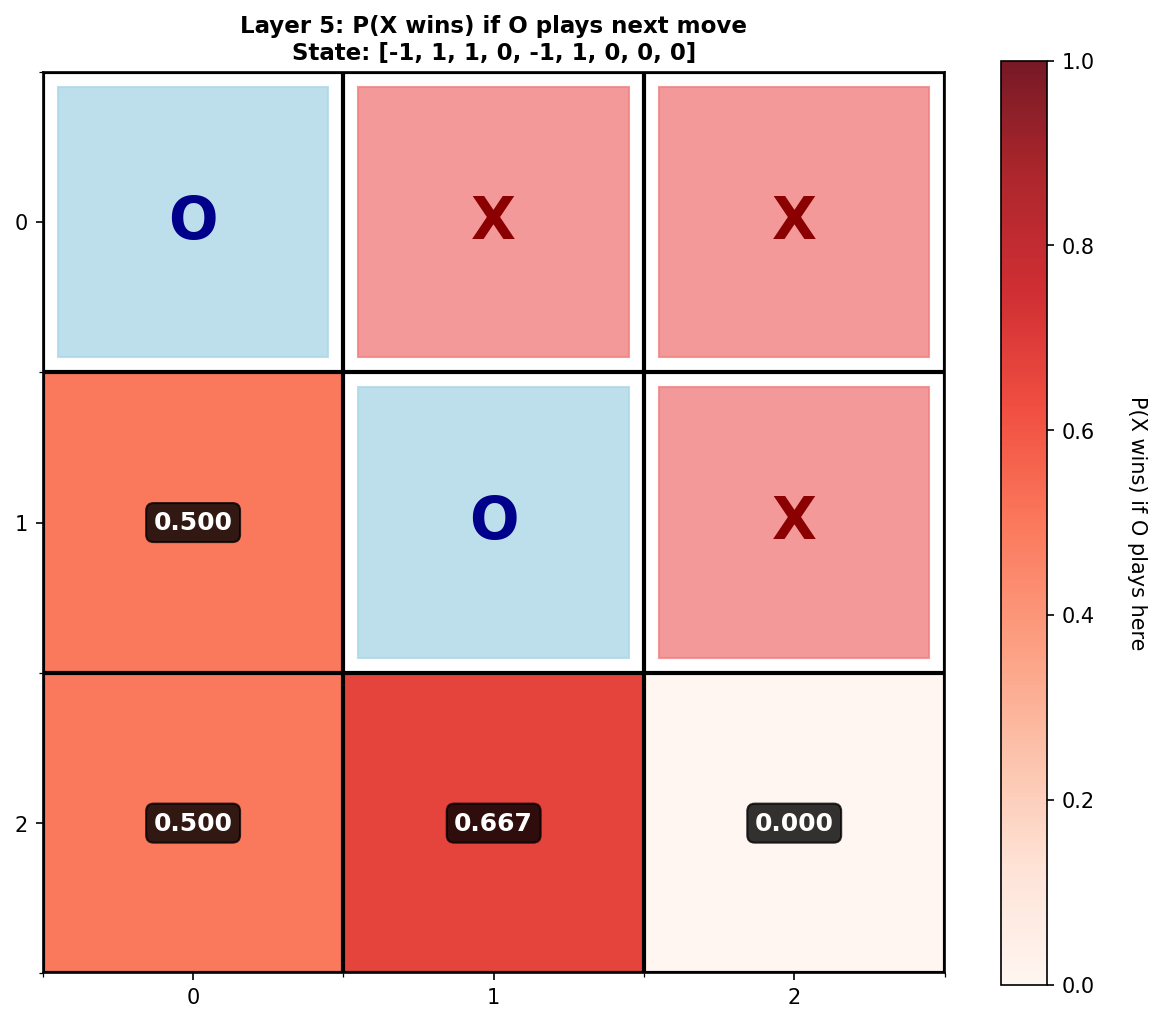 Layer 5: P(X wins) if O plays next move
State: [-1, 1, 1, 0, -1, 1, 0, 0, 0]
O X X
0
0.500 O X
1
0.500 0.667 0.000
2
0 1 2
1.0
0.8
0.6
0.4
0.2
0.0
P(X wins) if O plays here